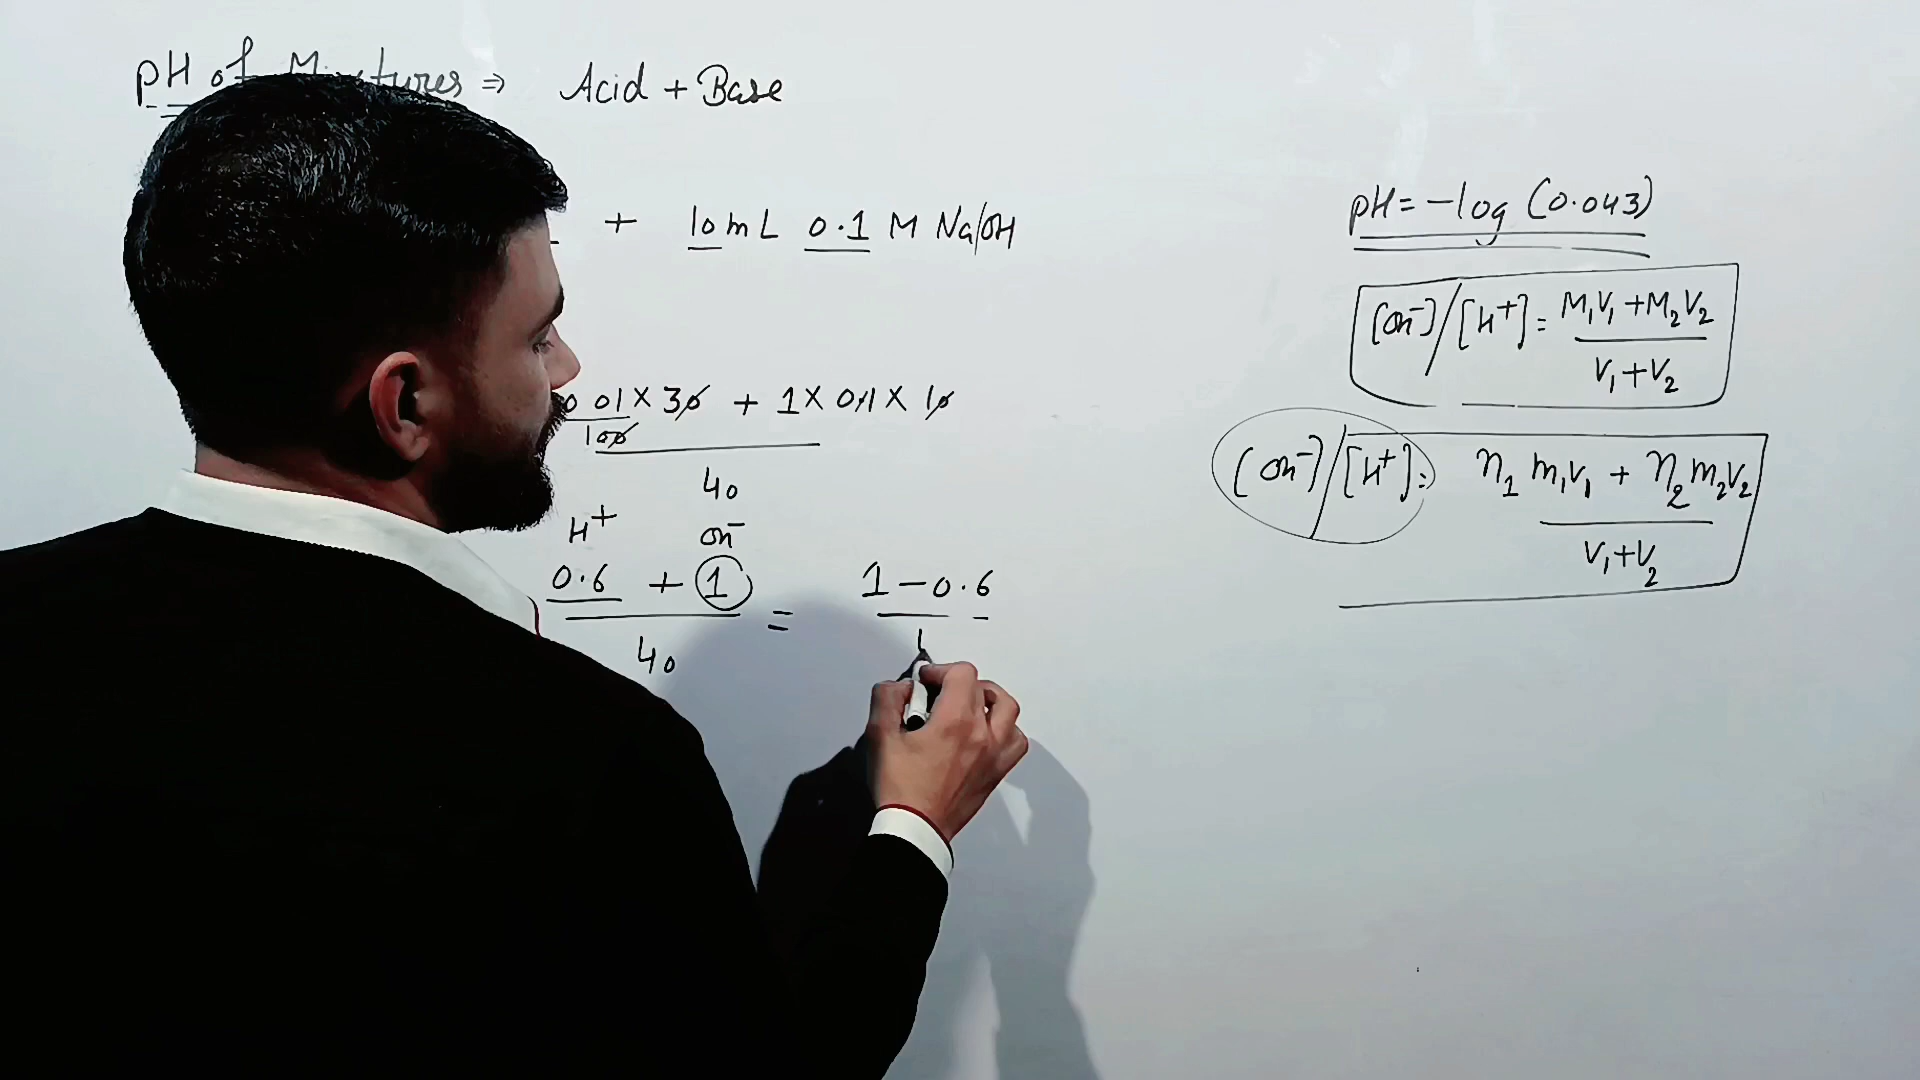 pH of Mixtures ⇒ Acid + Base
+ 10 mL 0.1 M NaOH
0.01 × 30 + 1 × 0.1 × 10
100
40
H⁺ OH⁻
0.6 + 1 = 1 - 0.6
40
pH = -log (0.043)
[OH⁻]/[H⁺] = M₁V₁ + M₂V₂
V₁ + V₂
[OH⁻]/[H⁺] = n₁ m₁v₁ + n₂ m₂v₂
V₁ + V₂